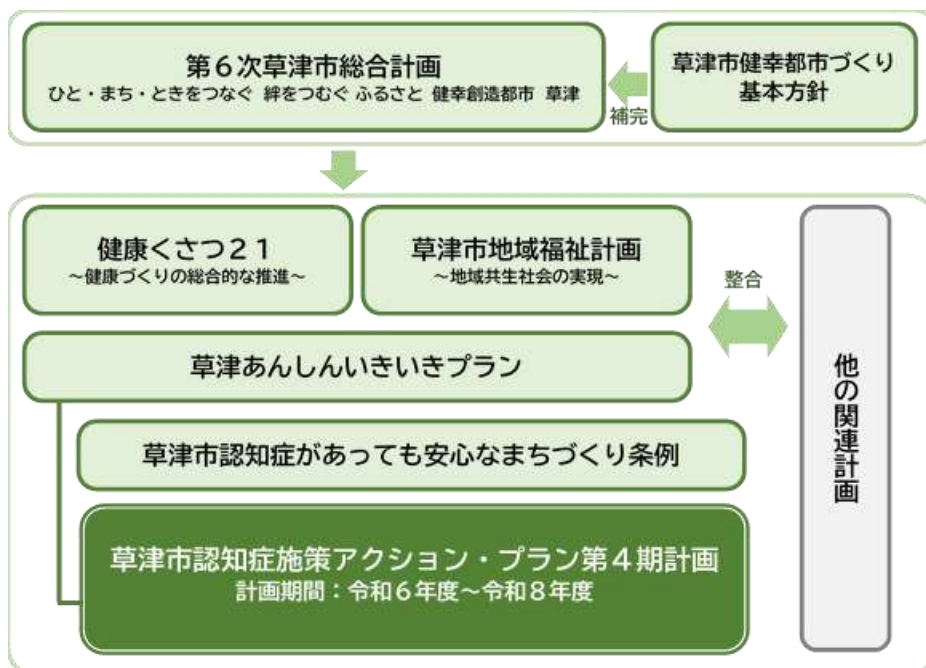 第6次草津市総合計画
ひと・まち・ときをつなぐ 絆をつむぐ ふるさと 健幸創造都市 草津
草津市健幸都市づくり
基本方針
補完
健康くさつ21
～健康づくりの総合的な推進～
草津市地域福祉計画
～地域共生社会の実現～
整合
草津あんしんいきいきプラン
草津市認知症があっても安心なまちづくり条例
草津市認知症施策アクション・プラン第4期計画
計画期間：令和6年度～令和8年度
他の関連計画